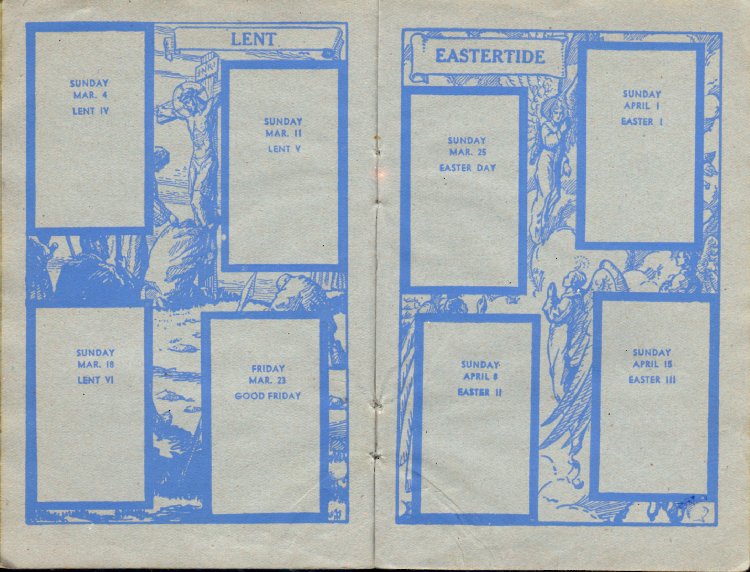 LENT
SUNDAY
MAR. 4
LENT IV
INRI
SUNDAY
MAR. 11
LENT V
SUNDAY
MAR. 18
LENT VI
FRIDAY
MAR. 23
GOOD FRIDAY
EASTERTIDE
SUNDAY
MAR. 25
EASTER DAY
SUNDAY
APRIL 1
EASTER I
SUNDAY
APRIL 8
EASTER II
SUNDAY
APRIL 15
EASTER III